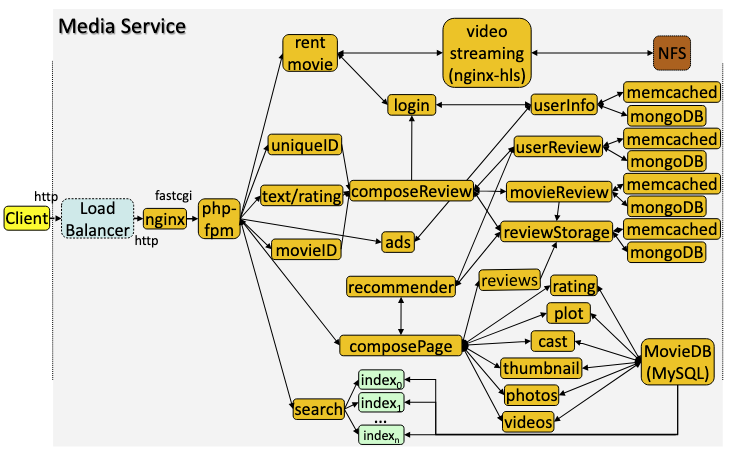 Media Service
rent
movie
video
streaming
(nginx-hls)
NFS
login
userInfo
memcached
mongoDB
uniqueID
userReview
memcached
mongoDB
text/rating
composeReview
movieReview
memcached
mongoDB
http
fastcgi
Client
Load
Balancer
http
nginx
php-
fpm
movieID
ads
reviewStorage
memcached
mongoDB
recommender
reviews
rating
plot
composePage
cast
MovieDB
(MySQL)
thumbnail
photos
videos
search
index0
index1
...
indexn